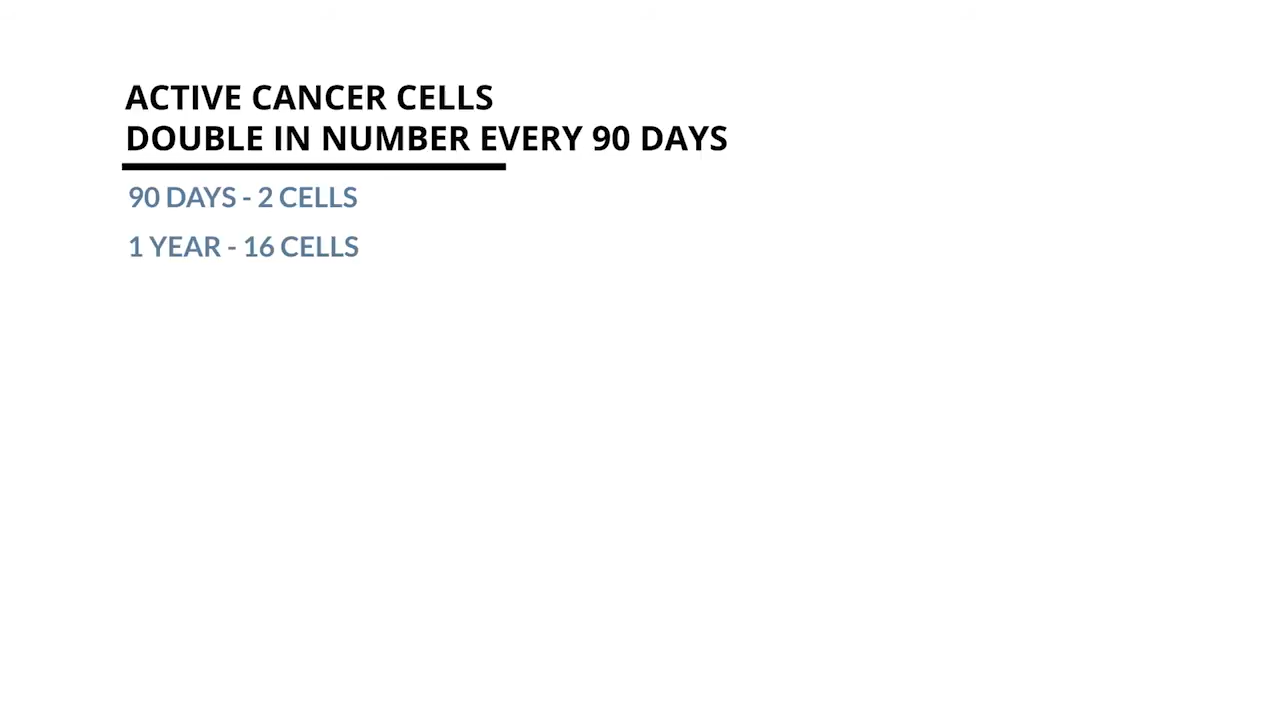 ACTIVE CANCER CELLS
DOUBLE IN NUMBER EVERY 90 DAYS
90 DAYS - 2 CELLS
1 YEAR - 16 CELLS